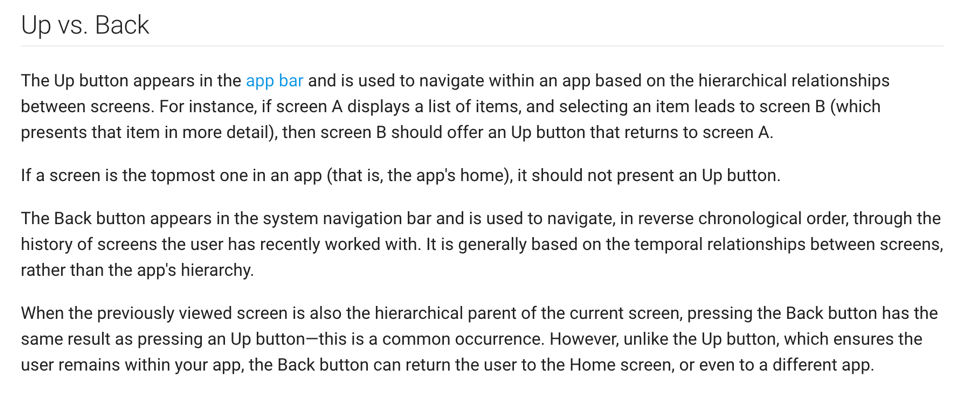 Up vs. Back
The Up button appears in the app bar and is used to navigate within an app based on the hierarchical relationships
between screens. For instance, if screen A displays a list of items, and selecting an item leads to screen B (which
presents that item in more detail), then screen B should offer an Up button that returns to screen A.
If a screen is the topmost one in an app (that is, the app's home), it should not present an Up button.
The Back button appears in the system navigation bar and is used to navigate, in reverse chronological order, through the
history of screens the user has recently worked with. It is generally based on the temporal relationships between screens,
rather than the app's hierarchy.
When the previously viewed screen is also the hierarchical parent of the current screen, pressing the Back button has the
same result as pressing an Up button—this is a common occurrence. However, unlike the Up button, which ensures the
user remains within your app, the Back button can return the user to the Home screen, or even to a different app.